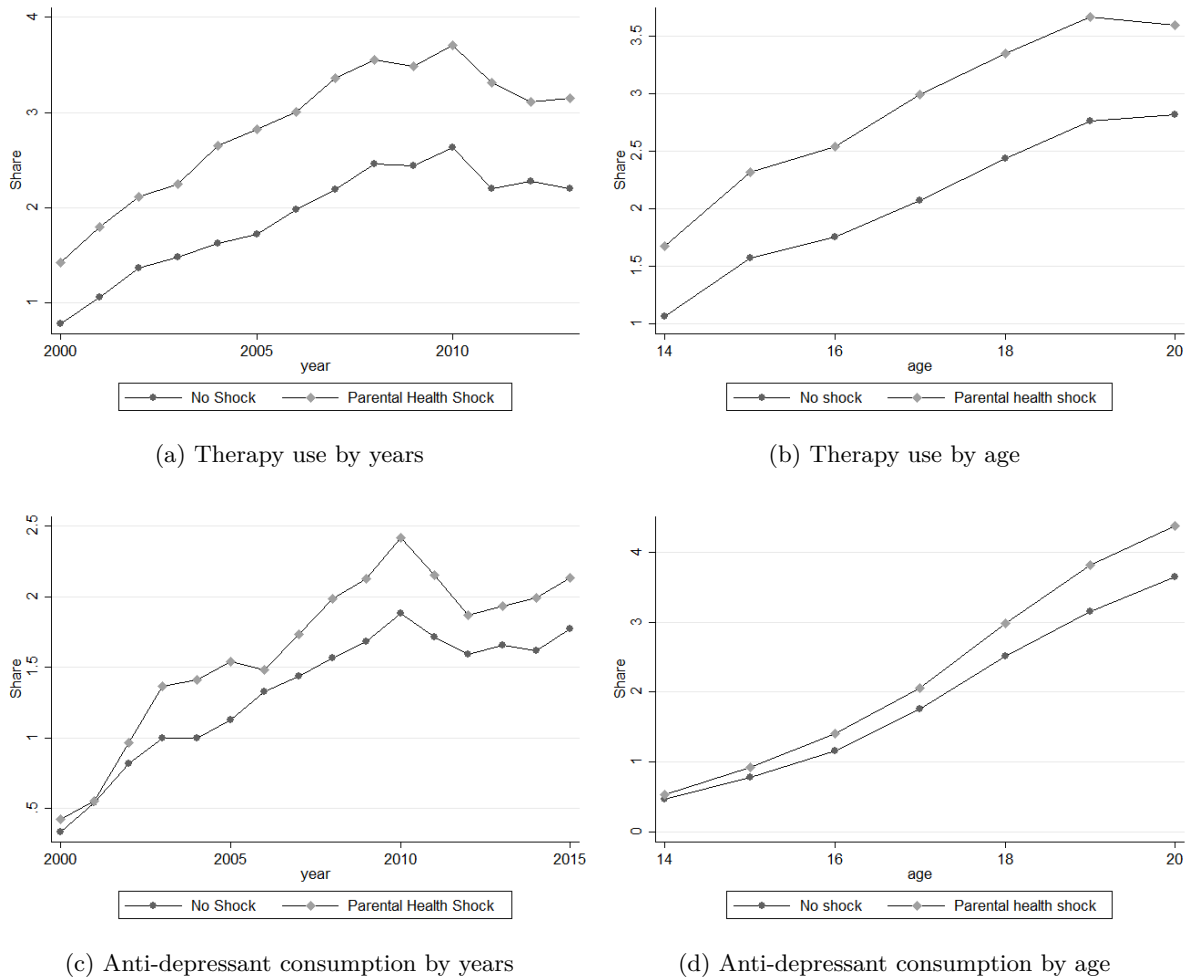 4
3
2
1
Share
2000
2005
2010
year
No Shock
Parental Health Shock
(a) Therapy use by years
3.5
3
2.5
2
1.5
1
Share
14
16
18
20
age
No shock
Parental health shock
(b) Therapy use by age
2.5
2
1.5
1
.5
Share
2000
2005
2010
2015
year
No Shock
Parental Health Shock
(c) Anti-depressant consumption by years
4
3
2
1
0
Share
14
16
18
20
age
No shock
Parental health shock
(d) Anti-depressant consumption by age